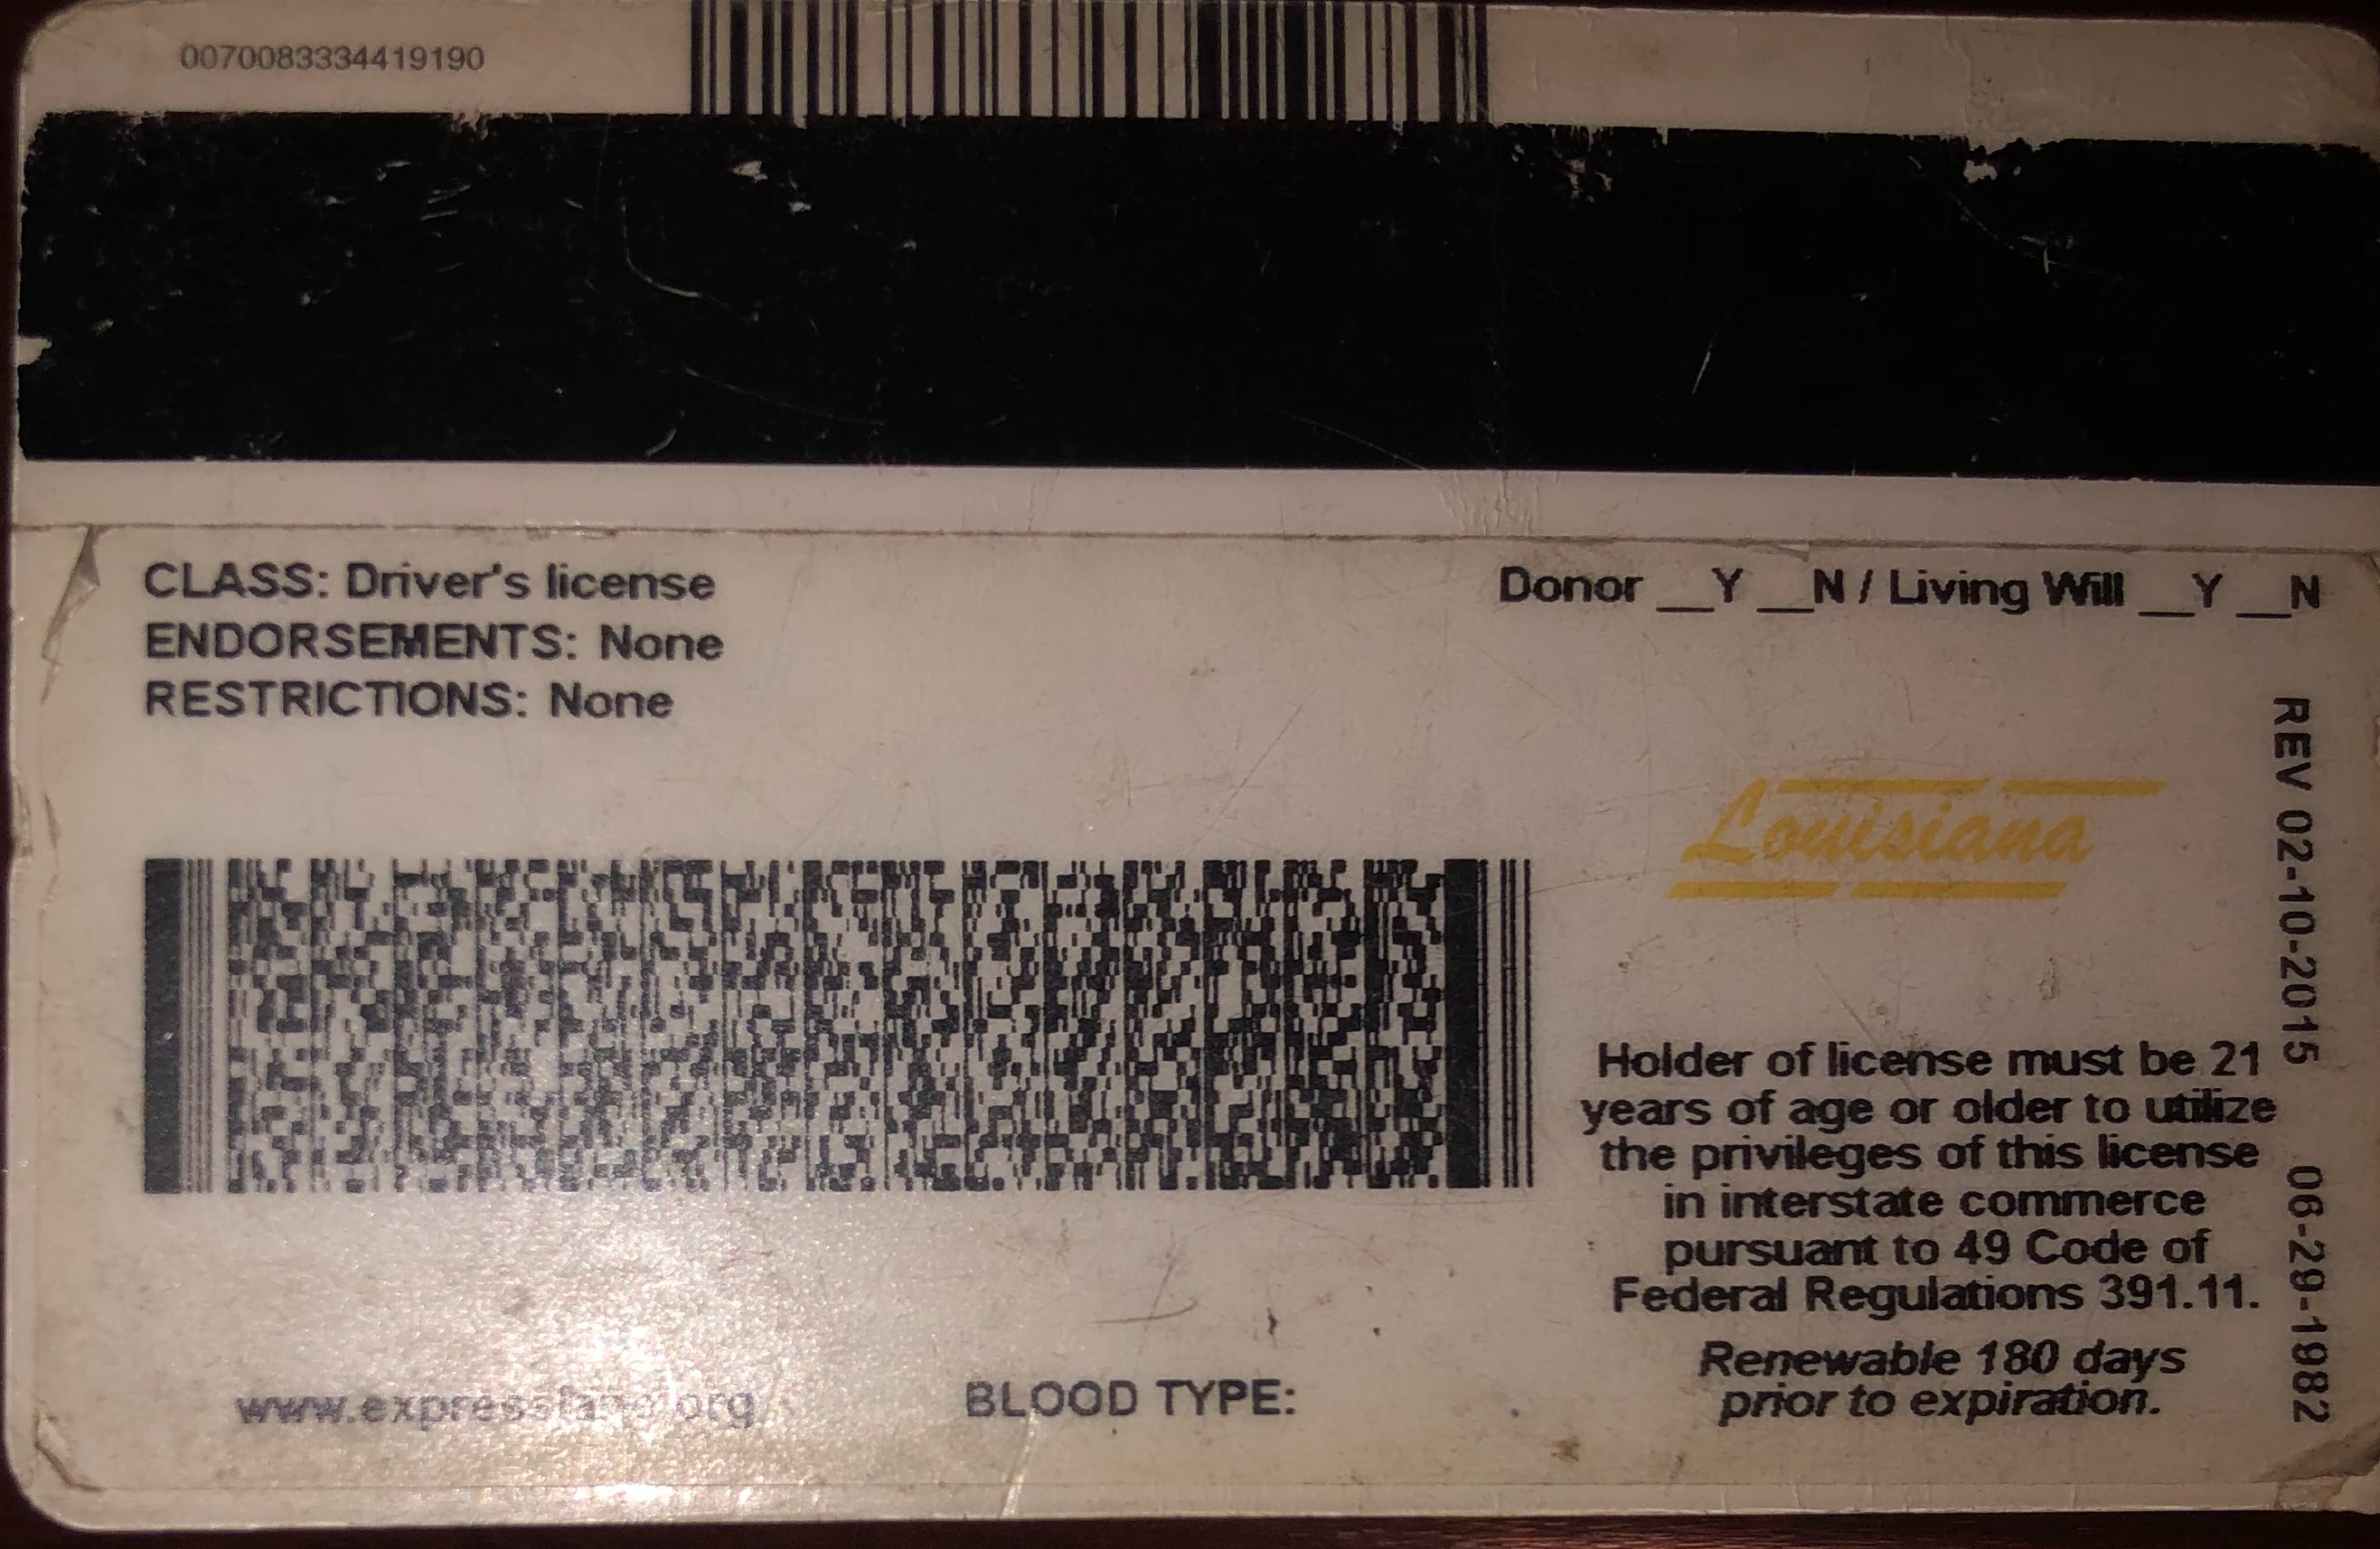 0070083334419190
CLASS: Driver's license
ENDORSEMENTS: None
RESTRICTIONS: None
Donor __Y __N / Living Will __Y __N
Louisiana
REV 02-10-2015 06-29-1982
Holder of license must be 21
years of age or older to utilize
the privileges of this license
in interstate commerce
pursuant to 49 Code of
Federal Regulations 391.11.
Renewable 180 days
prior to expiration.
www.expresslane.org
BLOOD TYPE: